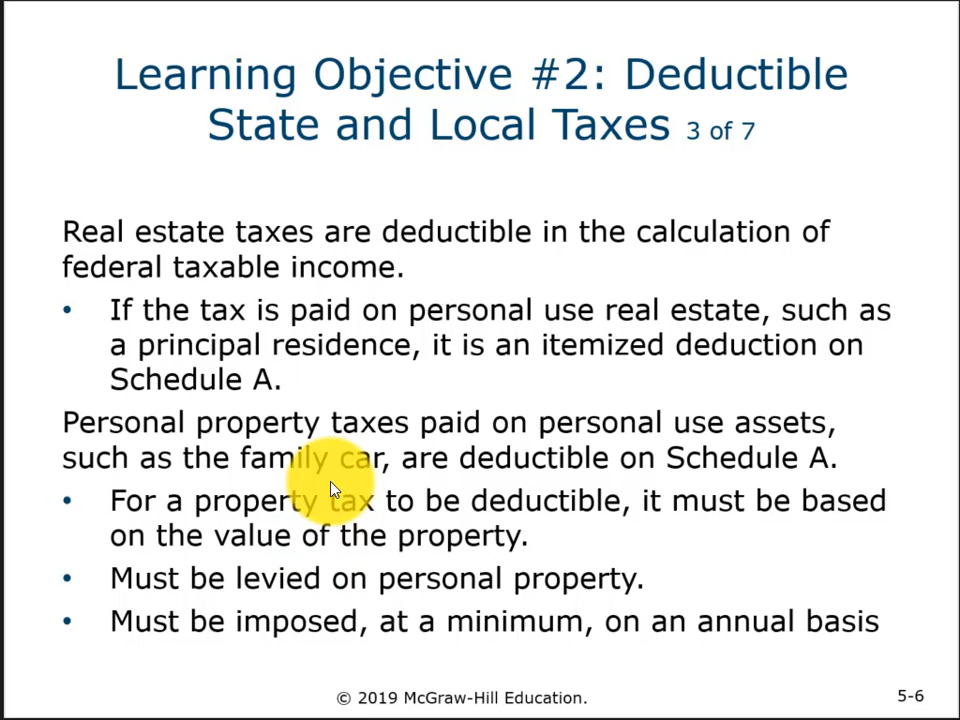 Learning Objective #2: Deductible
State and Local Taxes 3 of 7
Real estate taxes are deductible in the calculation of
federal taxable income.
• If the tax is paid on personal use real estate, such as
a principal residence, it is an itemized deduction on
Schedule A.
Personal property taxes paid on personal use assets,
such as the family car, are deductible on Schedule A.
• For a property tax to be deductible, it must be based
on the value of the property.
• Must be levied on personal property.
• Must be imposed, at a minimum, on an annual basis
© 2019 McGraw-Hill Education.
5-6